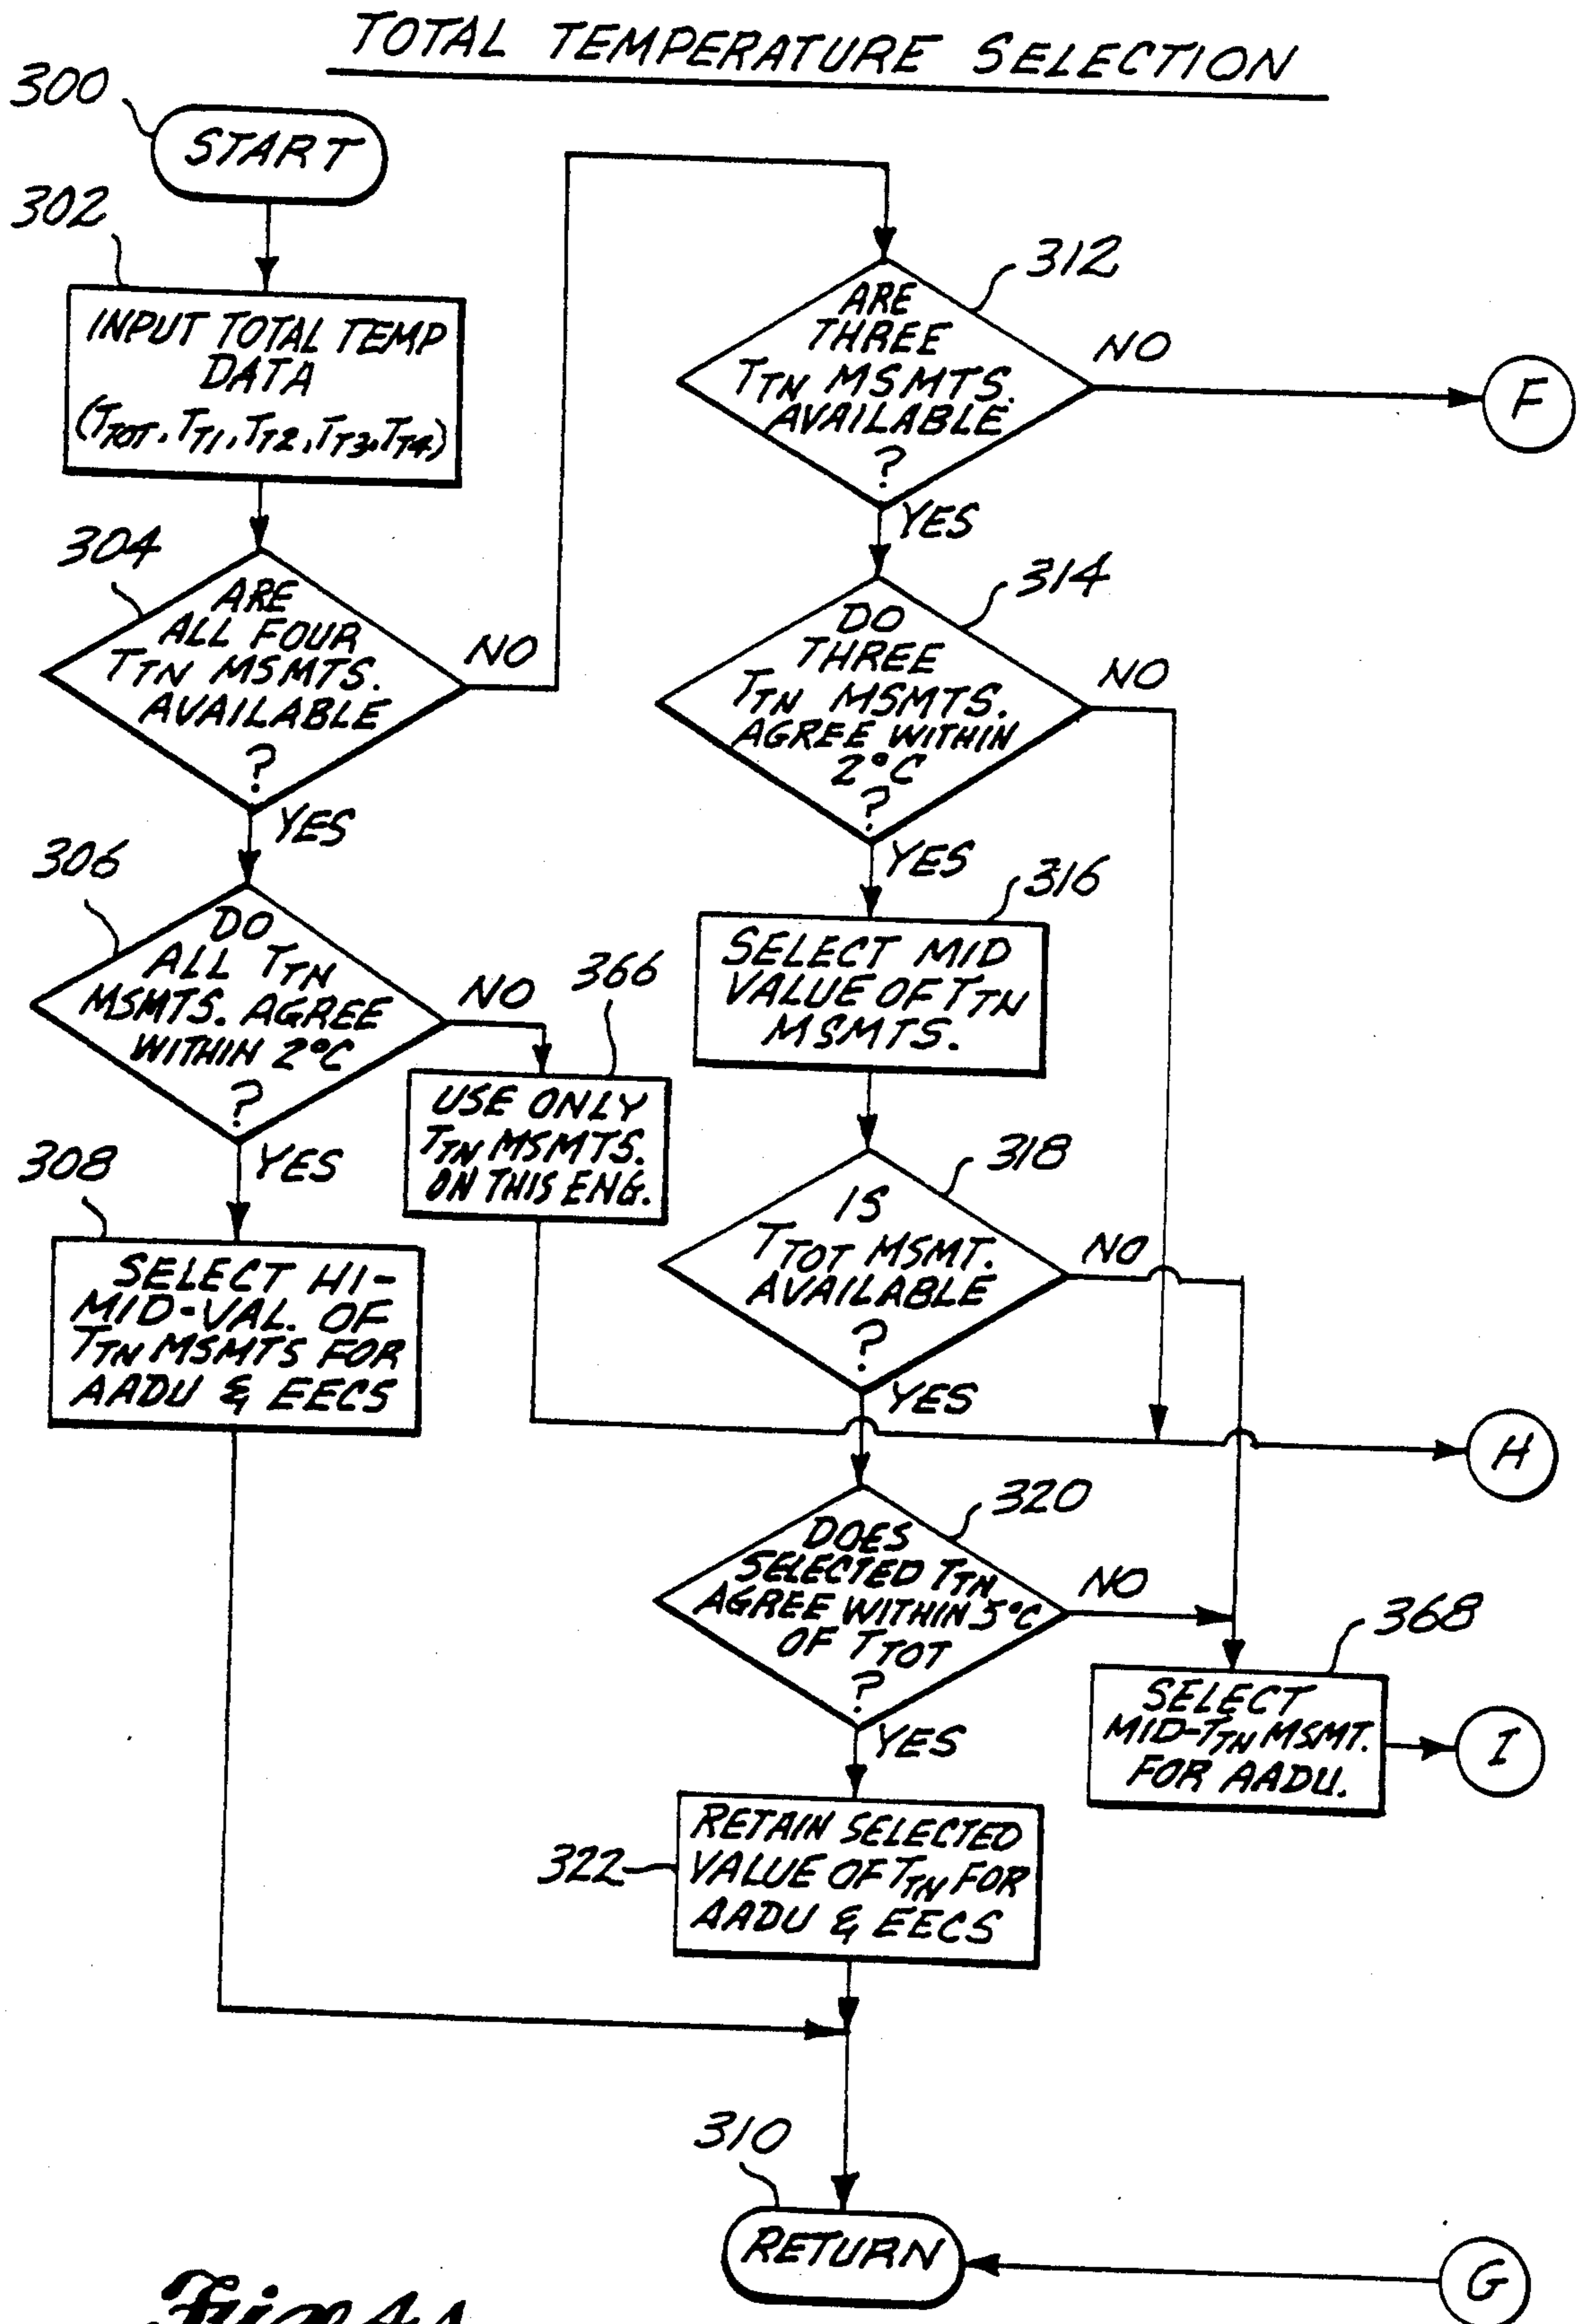 TOTAL TEMPERATURE SELECTION
300
START
302
INPUT TOTAL TEMP
DATA
(TTOT, TT1, TT2, TT3, TT4)
304
ARE
ALL FOUR
TTN MSMTS.
AVAILABLE
?
NO
YES
306
DO
ALL TTN
MSMTS. AGREE
WITHIN 2°C
?
NO
366
USE ONLY
TTN MSMTS.
ON THIS ENG.
YES
308
SELECT HI-
MID-VAL. OF
TTN MSMTS FOR
AADU & EECS
312
ARE
THREE
TTN MSMTS.
AVAILABLE
?
NO
F
YES
314
DO
THREE
TTN MSMTS.
AGREE WITHIN
2°C
?
NO
YES
316
SELECT MID
VALUE OF TTN
MSMTS.
318
IS
TTOT MSMT.
AVAILABLE
?
NO
YES
H
320
DOES
SELECTED TTN
AGREE WITHIN 5°C
OF TTOT
?
NO
368
SELECT
MID-TTN MSMT.
FOR AADU.
I
YES
322
RETAIN SELECTED
VALUE OF TTN FOR
AADU & EECS
310
RETURN
G